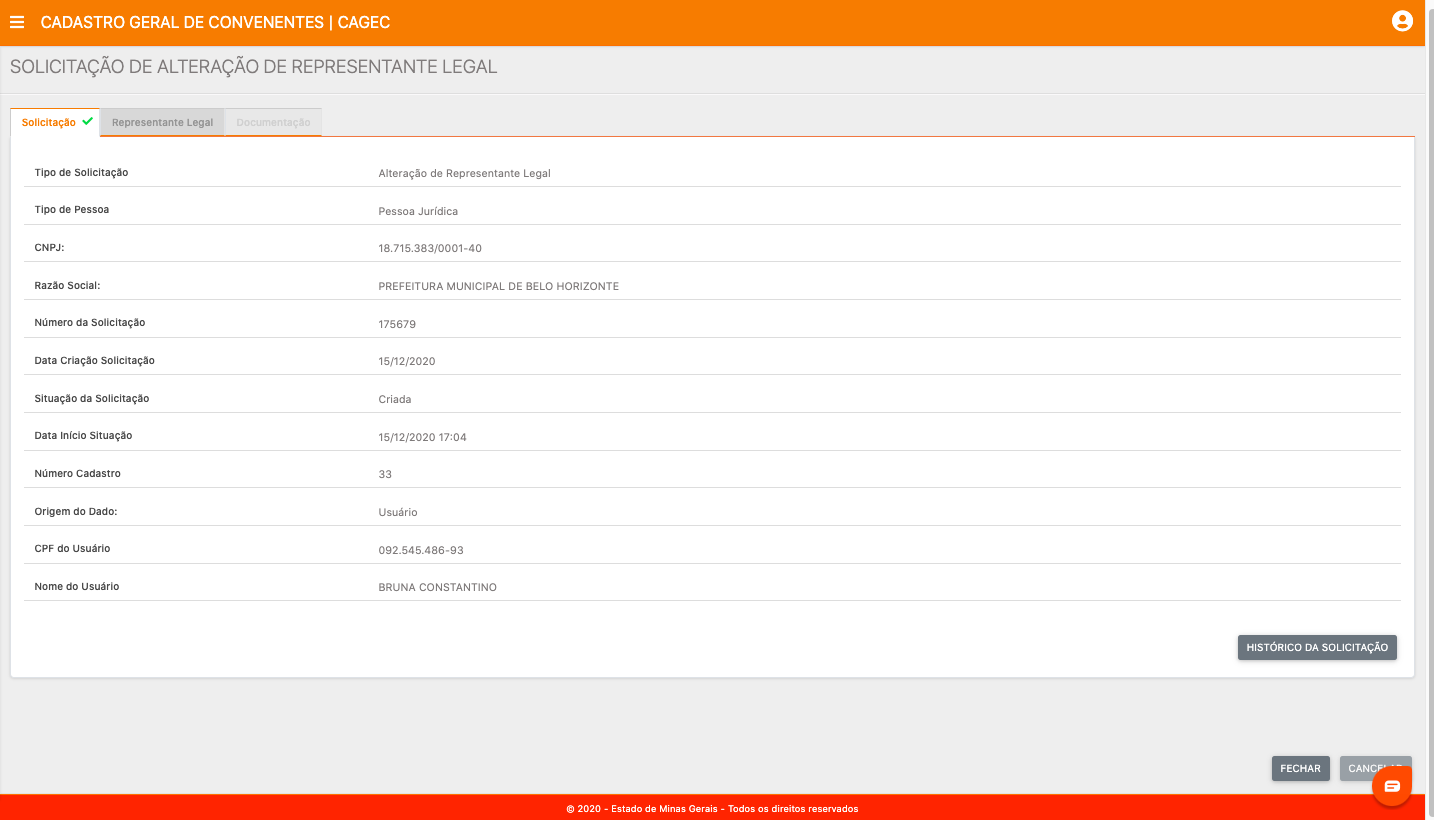 CADASTRO GERAL DE CONVENENTES | CAGEC
SOLICITAÇÃO DE ALTERAÇÃO DE REPRESENTANTE LEGAL
Solicitação Representante Legal Documentação
Tipo de Solicitação Alteração de Representante Legal
Tipo de Pessoa Pessoa Jurídica
CNPJ: 18.715.383/0001-40
Razão Social: PREFEITURA MUNICIPAL DE BELO HORIZONTE
Número da Solicitação 175679
Data Criação Solicitação 15/12/2020
Situação da Solicitação Criada
Data Início Situação 15/12/2020 17:04
Número Cadastro 33
Origem do Dado: Usuário
CPF do Usuário 092.545.486-93
Nome do Usuário BRUNA CONSTANTINO
HISTÓRICO DA SOLICITAÇÃO
FECHAR
© 2020 - Estado de Minas Gerais - Todos os direitos reservados